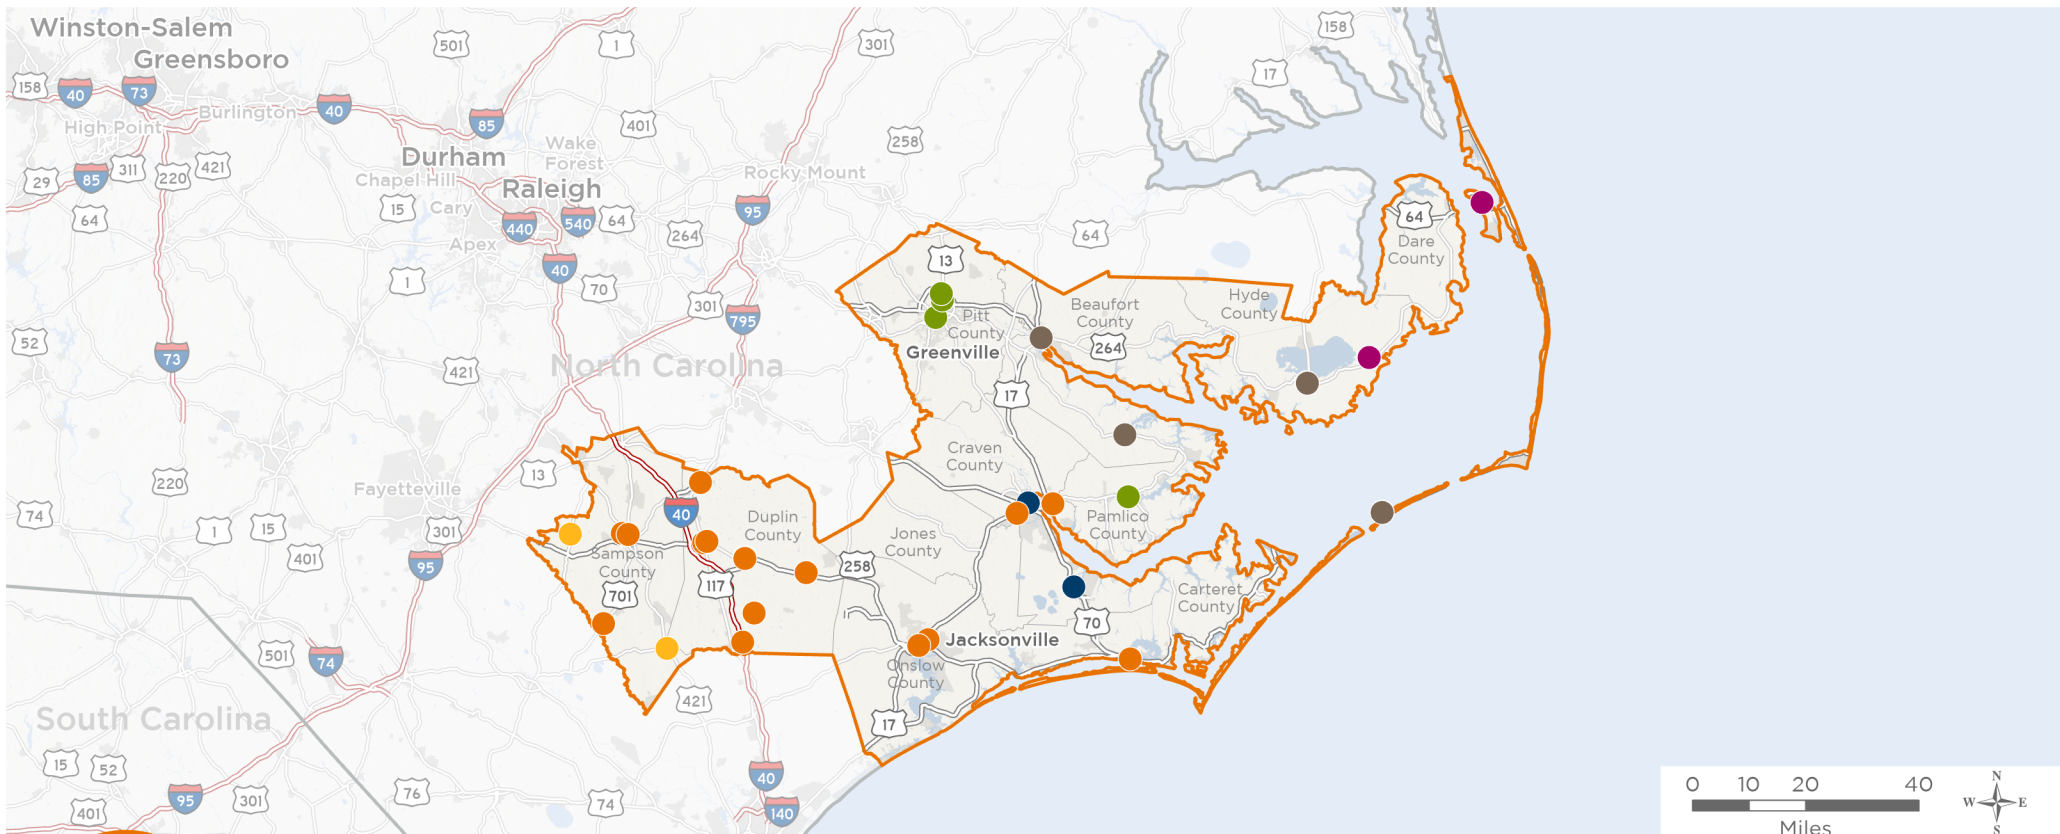 Winston-Salem
Greensboro
158
40
73
Burlington
40
High Point
29
85
311
220
421
64
501
85
1
401
Durham
Wake
Forest
Chapel Hill
Raleigh
15
Cary
440
540
64
Apex
40
264
1
70
301
258
Rocky Mount
95
301
795
64
17
158
64
Dare
County
13
Pitt
County
Greenville
Beaufort
County
264
Hyde
County
17
52
73
421
North Carolina
220
Fayetteville
74
1
15
401
301
95
13
40
Duplin
County
Sampson
County
701
117
258
Jones
County
Craven
County
Pamlico
County
Carteret
County
70
Jacksonville
Onslow
County
17
421
501
74
South Carolina
15
52
401
95
301
76
74
40
140
0 10 20 40
Miles
N
W E
S